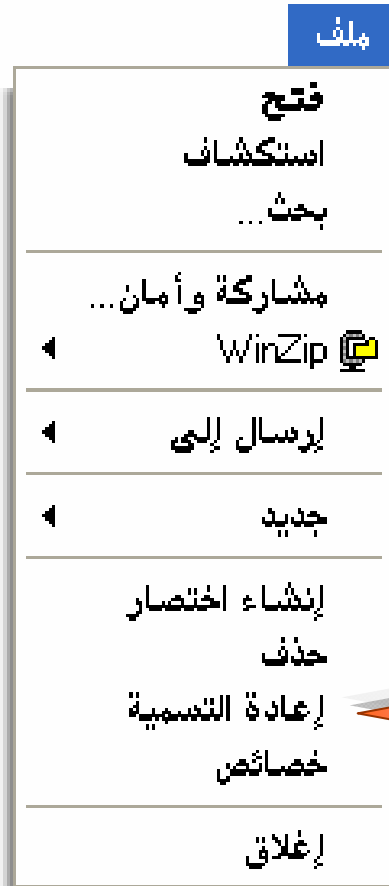 ملف
فتح
استكشاف
بحث...
مشاركة وأمان...
WinZip
إرسال إلى
جديد
إنشاء اختصار
حذف
إعادة التسمية
خصائص
إغلاق